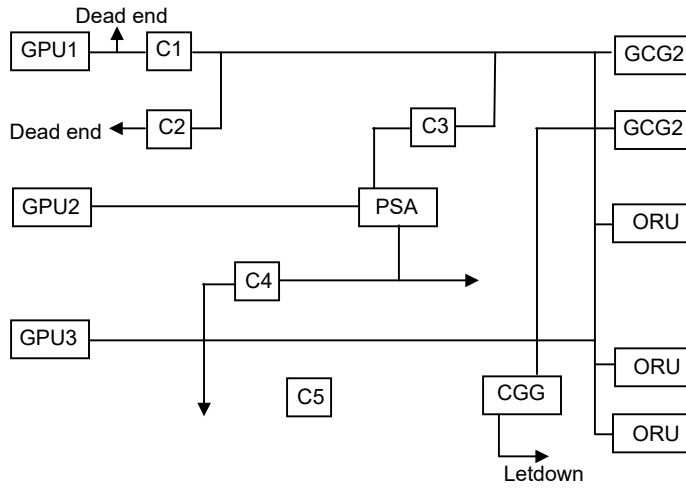 Dead end
GPU1
C1
GCG2
Dead end
C2
C3
GCG2
GPU2
PSA
ORU
C4
GPU3
ORU
C5
CGG
ORU
Letdown